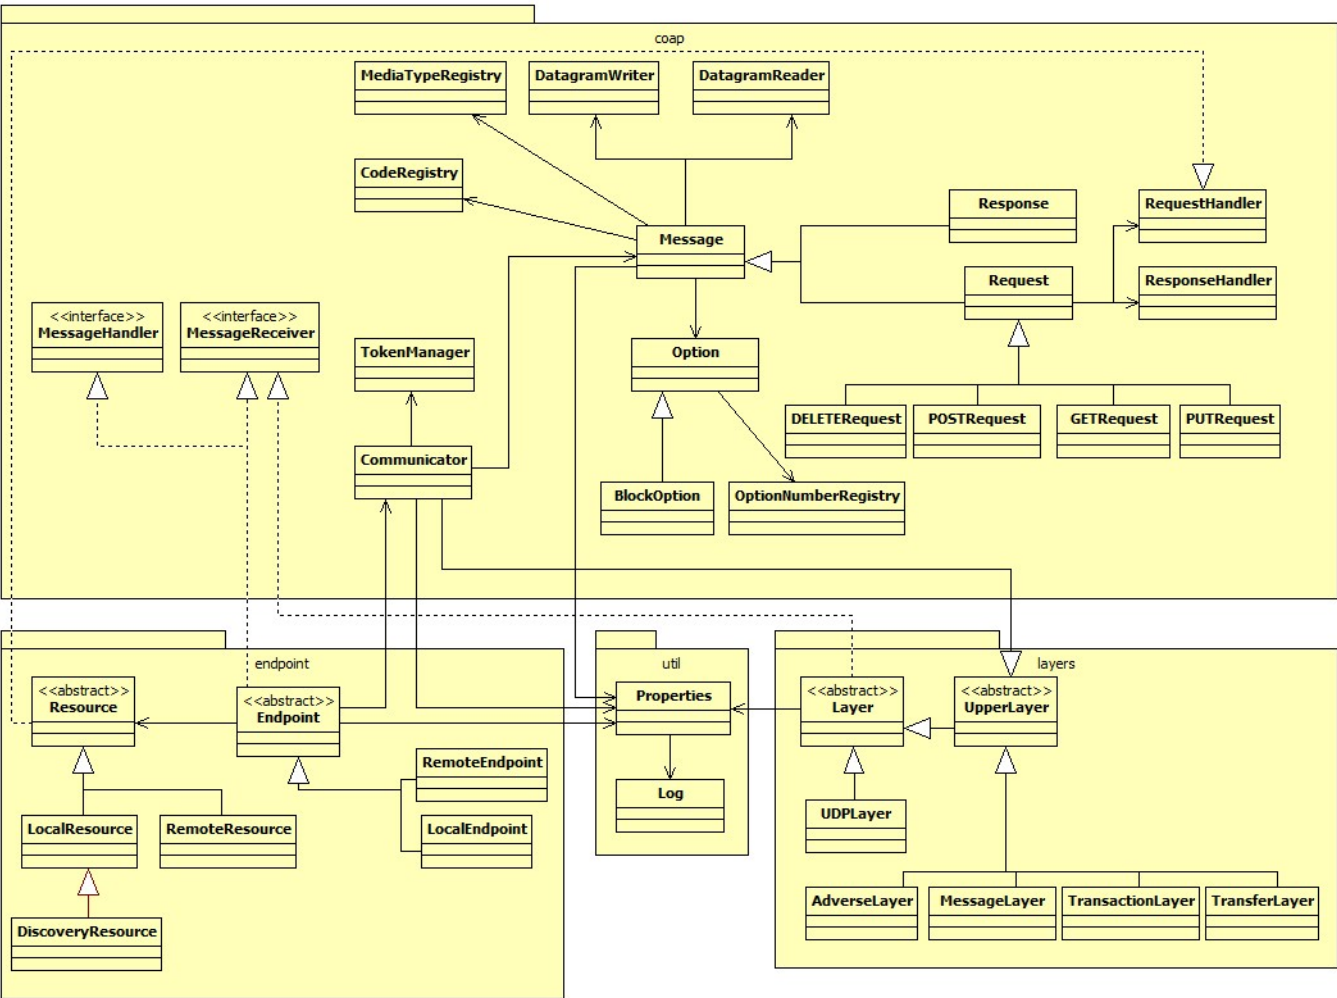 coap
MediaTypeRegistry
DatagramWriter
DatagramReader
CodeRegistry
Response
RequestHandler
Message
Request
ResponseHandler
<<interface>>
MessageHandler
<<interface>>
MessageReceiver
TokenManager
Option
DELETERequest
POSTRequest
GETRequest
PUTRequest
Communicator
BlockOption
OptionNumberRegistry
endpoint
<<abstract>>
Resource
<<abstract>>
Endpoint
RemoteEndpoint
LocalResource
RemoteResource
LocalEndpoint
DiscoveryResource
util
Properties
Log
layers
<<abstract>>
Layer
<<abstract>>
UpperLayer
UDPLayer
AdverseLayer
MessageLayer
TransactionLayer
TransferLayer